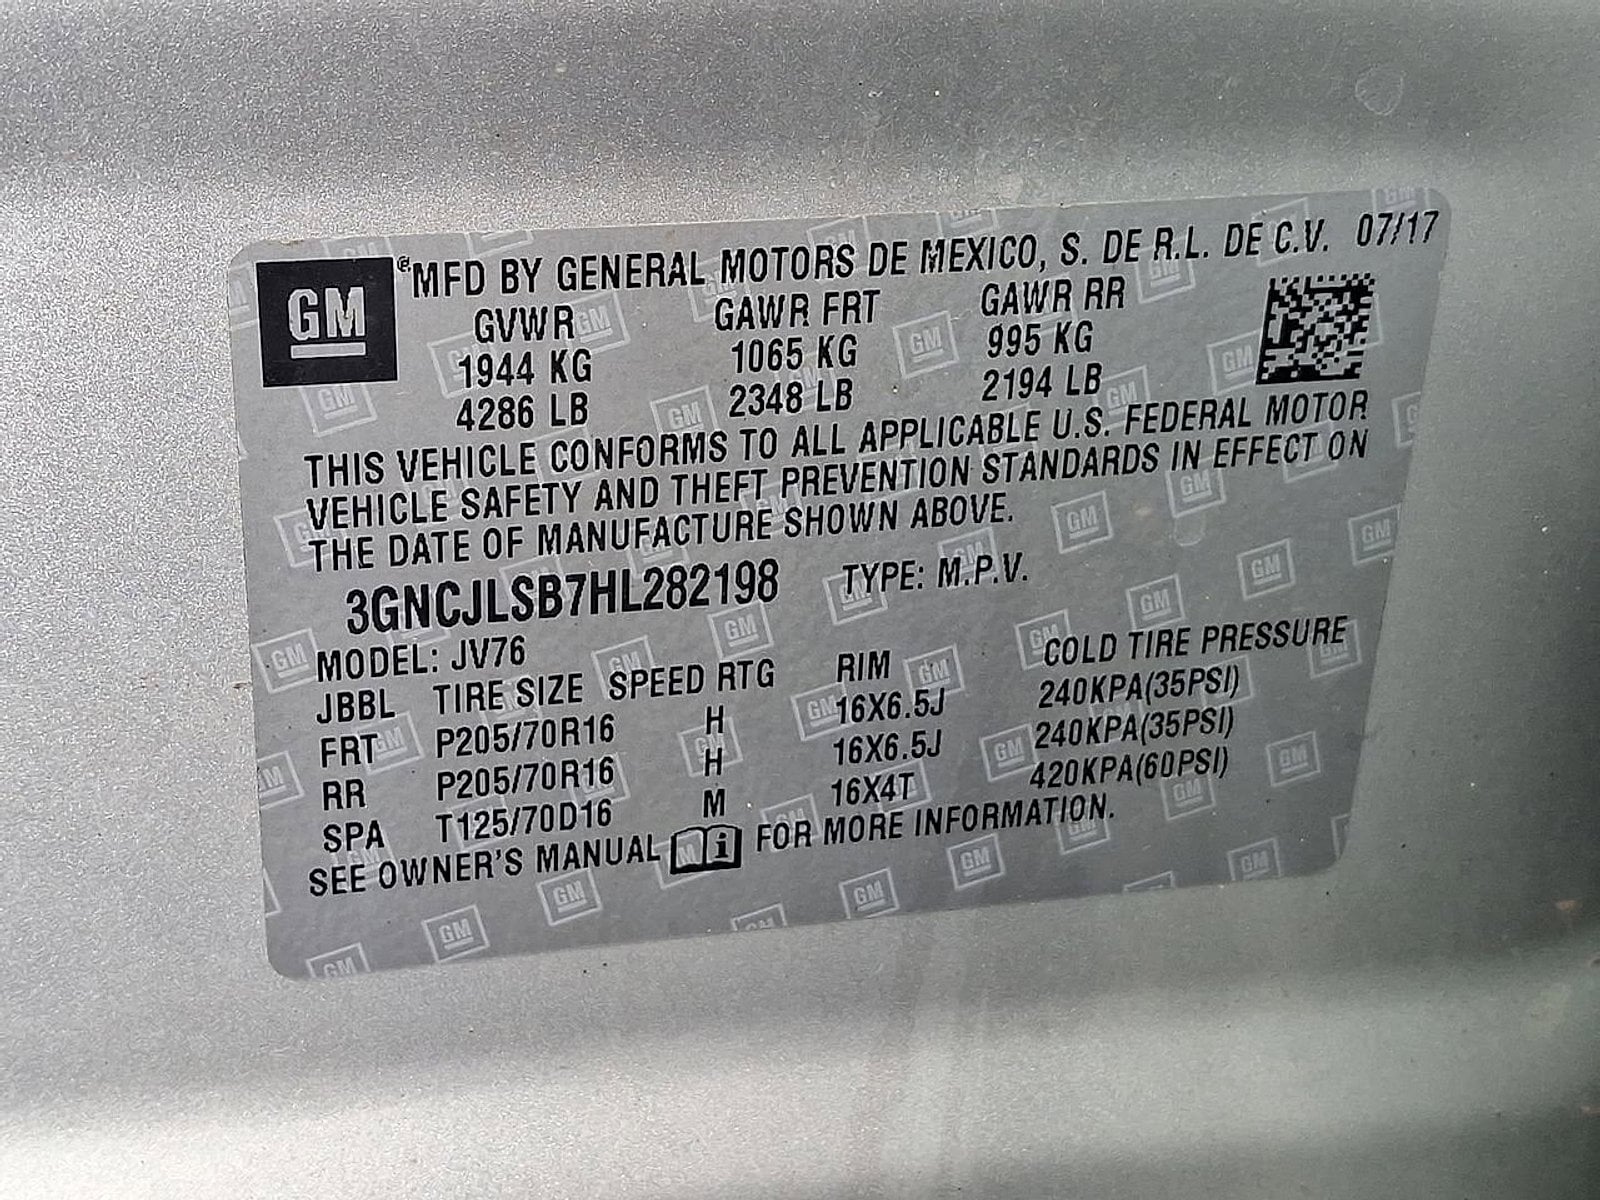 GM ® MFD BY GENERAL MOTORS DE MEXICO, S. DE R.L. DE C.V. 07/17
GVWR GAWR FRT GAWR RR
1944 KG 1065 KG 995 KG
4286 LB 2348 LB 2194 LB
THIS VEHICLE CONFORMS TO ALL APPLICABLE U.S. FEDERAL MOTOR
VEHICLE SAFETY AND THEFT PREVENTION STANDARDS IN EFFECT ON
THE DATE OF MANUFACTURE SHOWN ABOVE.
3GNCJLSB7HL282198 TYPE: M.P.V.
MODEL: JV76
JBBL TIRE SIZE SPEED RTG RIM COLD TIRE PRESSURE
FRT P205/70R16 H 16X6.5J 240KPA(35PSI)
RR P205/70R16 H 16X6.5J 240KPA(35PSI)
SPA T125/70D16 M 16X4T 420KPA(60PSI)
SEE OWNER'S MANUAL i FOR MORE INFORMATION.